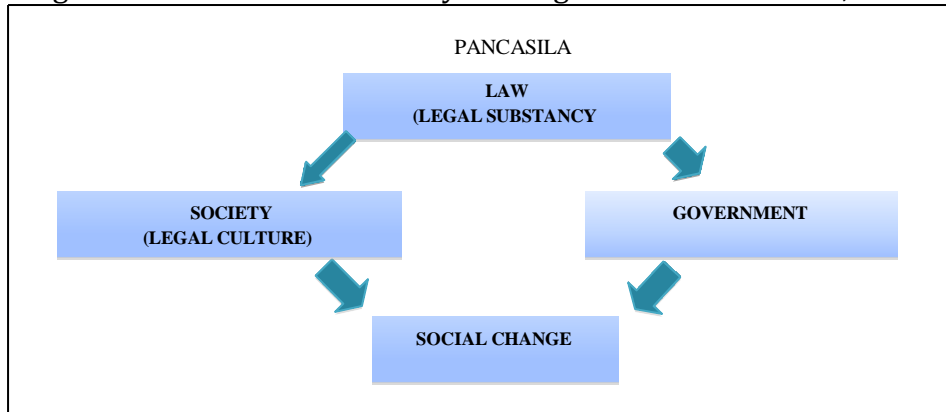 PANCASILA
LAW
(LEGAL SUBSTANCY
SOCIETY
(LEGAL CULTURE)
GOVERNMENT
SOCIAL CHANGE